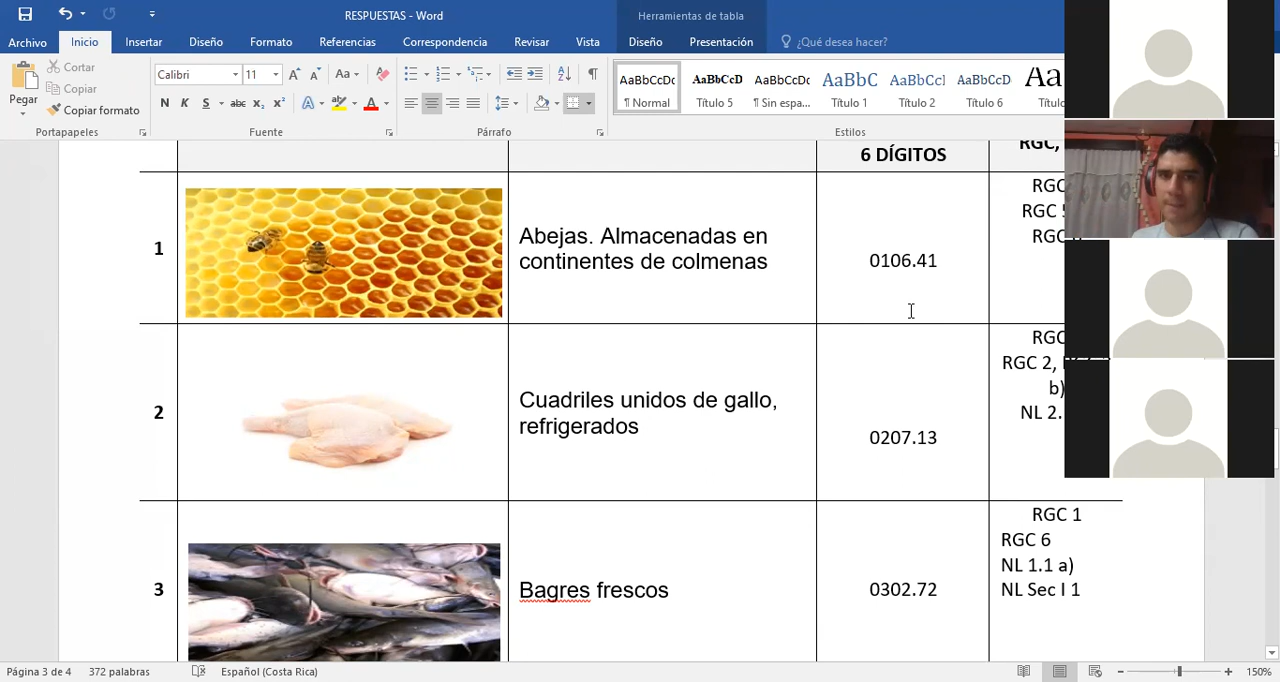 RESPUESTAS - Word
Herramientas de tabla
Archivo Inicio Insertar Diseño Formato Referencias Correspondencia Revisar Vista Diseño Presentación ¿Qué desea hacer?
Pegar
Cortar
Copiar
Copiar formato
Portapapeles
Calibri 11 Aa
N K S abc x₂ x² A A
Fuente
Párrafo
AaBbCcDc AaBbCcD AaBbCcDc AaBbC AaBbCcl AaBbCcD
¶ Normal Título 5 ¶ Sin espa... Título 1 Título 2 Título 6
Estilos
6 DÍGITOS
RGC,
1
Abejas. Almacenadas en
continentes de colmenas
0106.41
RGC
RGC
RGC
2
Cuadriles unidos de gallo,
refrigerados
0207.13
RGC
RGC 2,
b)
NL 2.
3
Bagres frescos
0302.72
RGC 1
RGC 6
NL 1.1 a)
NL Sec I 1
Página 3 de 4 372 palabras Español (Costa Rica) 150%